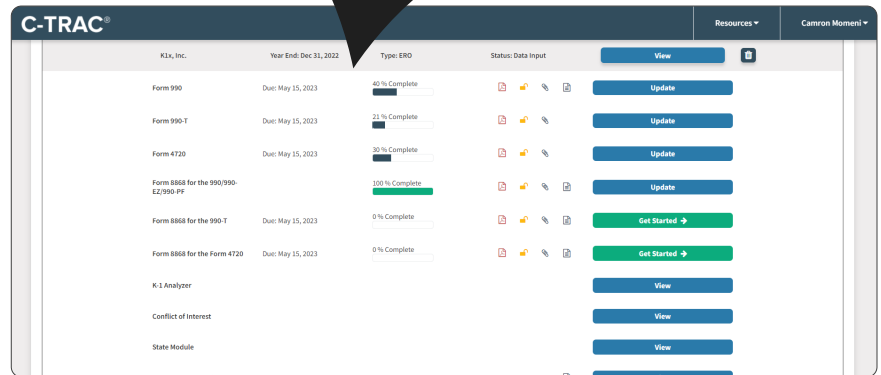 C-TRAC®
Resources
Camron Momeni
K1x, Inc. Year End: Dec 31, 2022 Type: ERO Status: Data Input View
Form 990 Due: May 15, 2023 40 % Complete Update
Form 990-T Due: May 15, 2023 21 % Complete Update
Form 4720 Due: May 15, 2023 30 % Complete Update
Form 8868 for the 990/990-
EZ/990-PF
100 % Complete Update
Form 8868 for the 990-T Due: May 15, 2023 0 % Complete Get Started →
Form 8868 for the Form 4720 Due: May 15, 2023 0 % Complete Get Started →
K-1 Analyzer View
Conflict of Interest View
State Module View